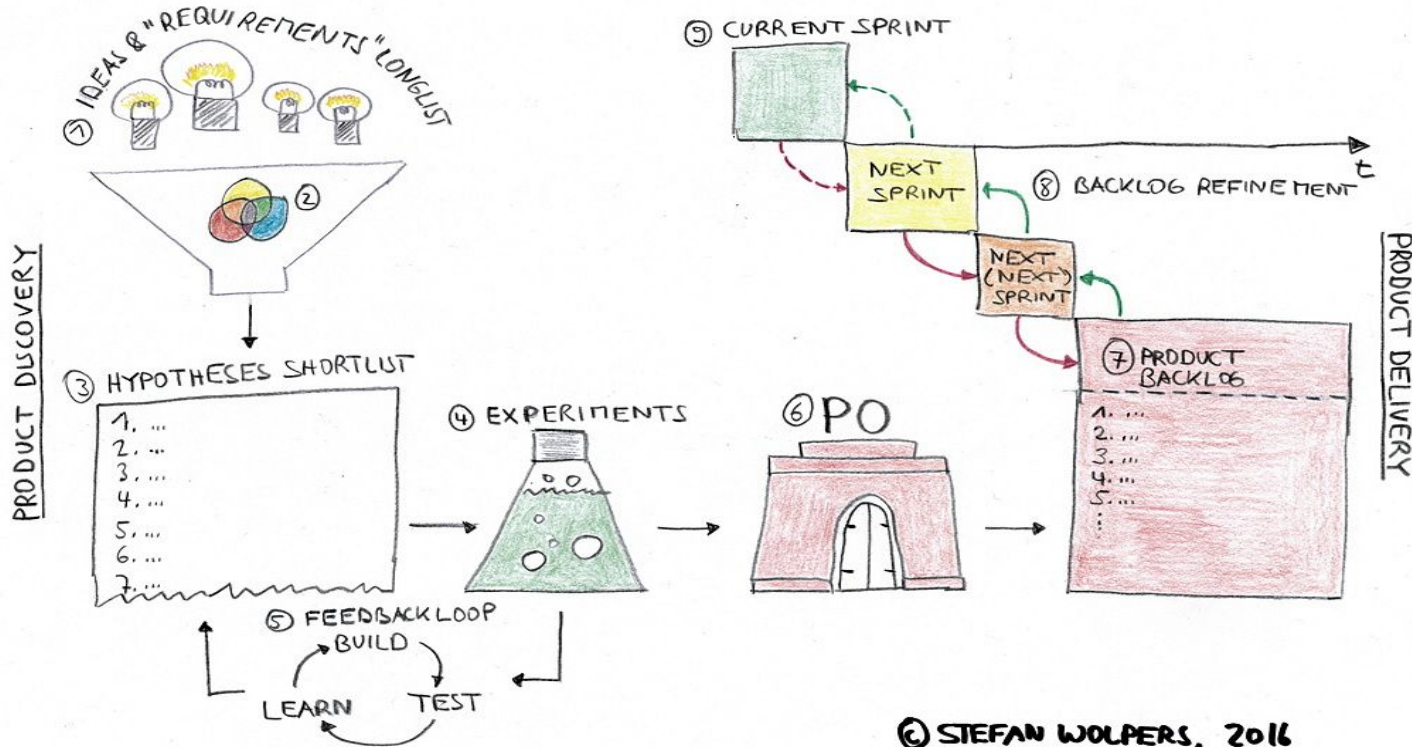 ① IDEAS & "REQUIREMENTS" LONGLIST
②
PRODUCT DISCOVERY
③ HYPOTHESES SHORTLIST
1. ...
2. ...
3. ...
4. ...
5. ...
6. ...
7. ...
④ EXPERIMENTS
⑤ FEEDBACK LOOP
BUILD
TEST
LEARN
⑥ PO
⑨ CURRENT SPRINT
t
NEXT
SPRINT
⑧ BACKLOG REFINEMENT
NEXT
(NEXT)
SPRINT
⑦ PRODUCT
BACKLOG
1. ...
2. ...
3. ...
4. ...
5. ...
⋮
PRODUCT DELIVERY
© STEFAN WOLPERS, 2016